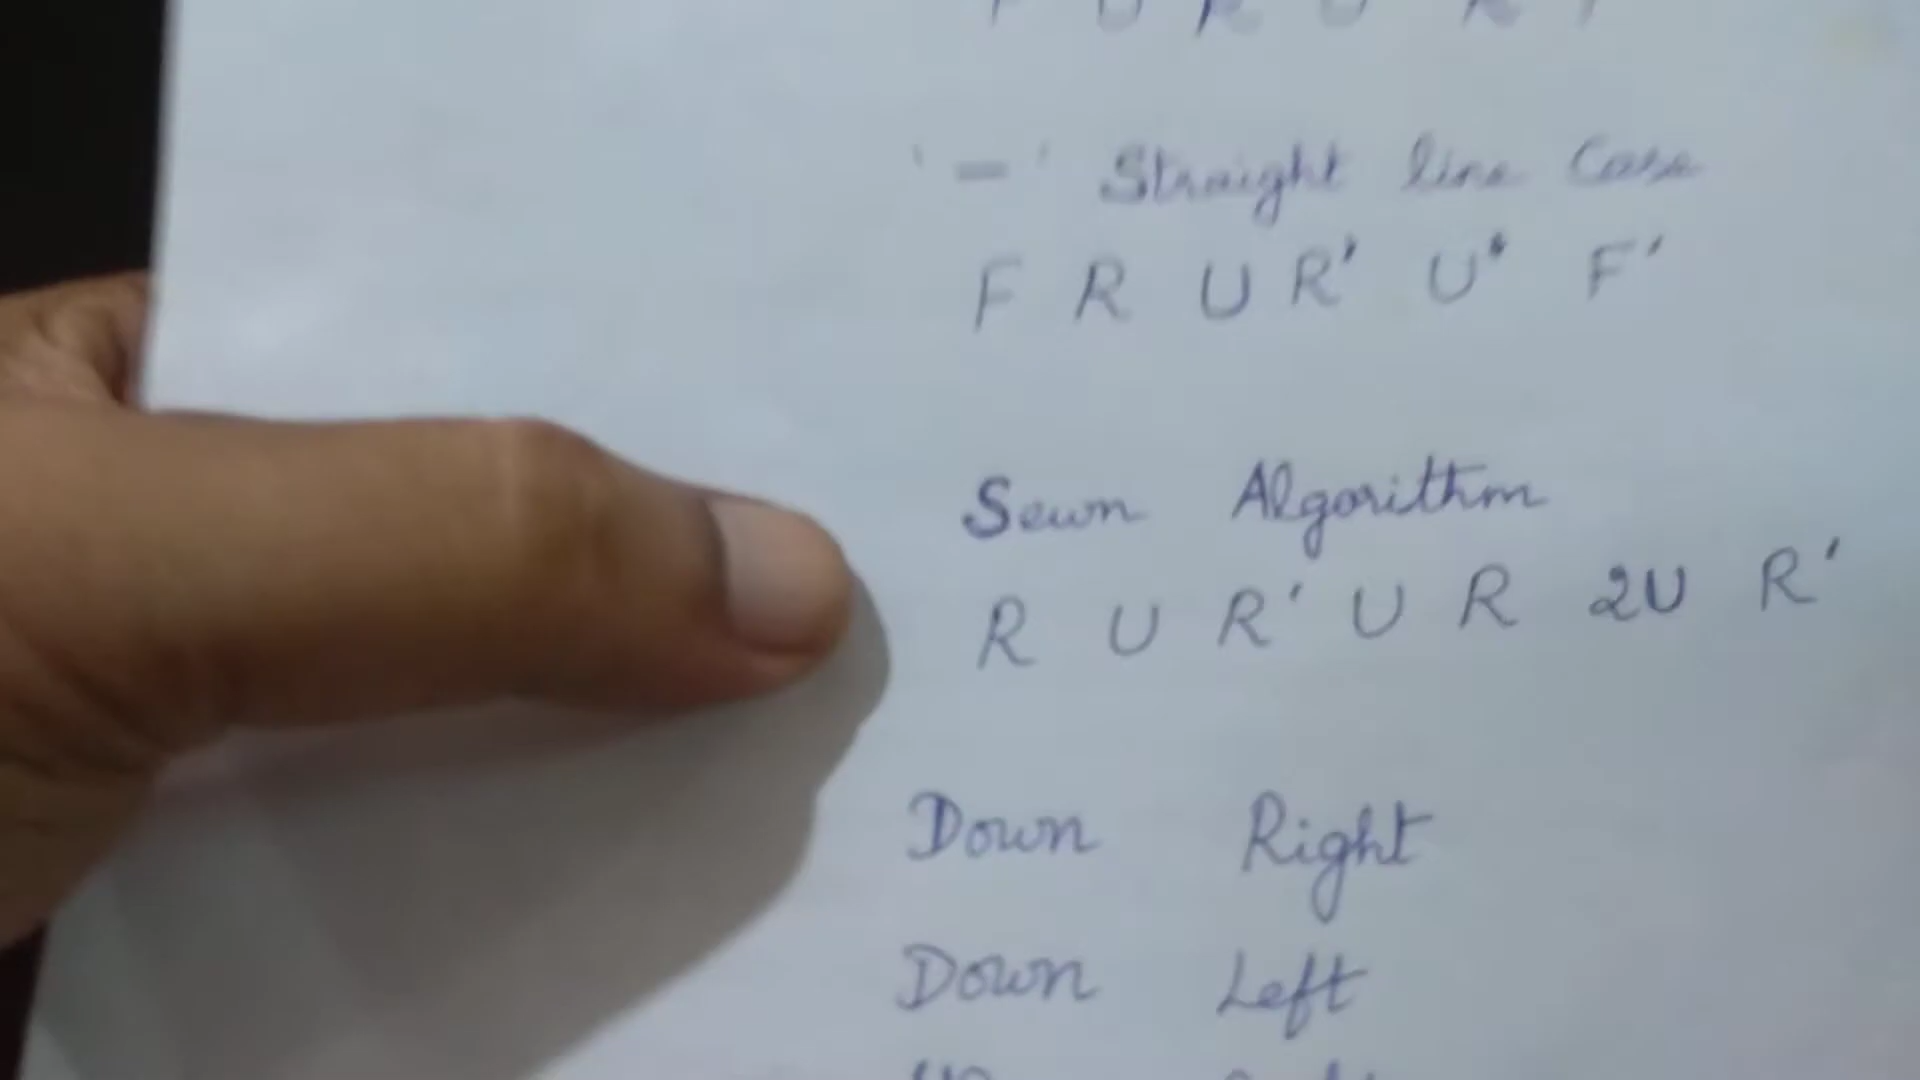 '—' Straight line Case
F R U R' U' F'
Sewn Algorithm
R U R' U R 2U R'
Down Right
Down Left